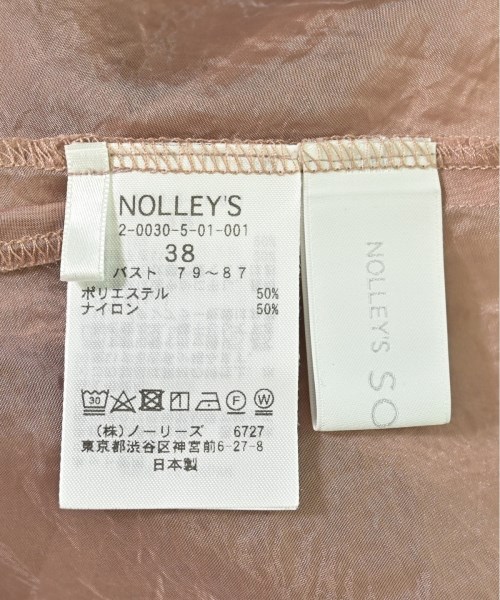 NOLLEY'S
2-0030-5-01-001
38
バスト 79～87
ポリエステル 50%
ナイロン 50%
30 F W
(株)ノーリーズ 6727
東京都渋谷区神宮前6-27-8
日本製
NOLLEY'S SO